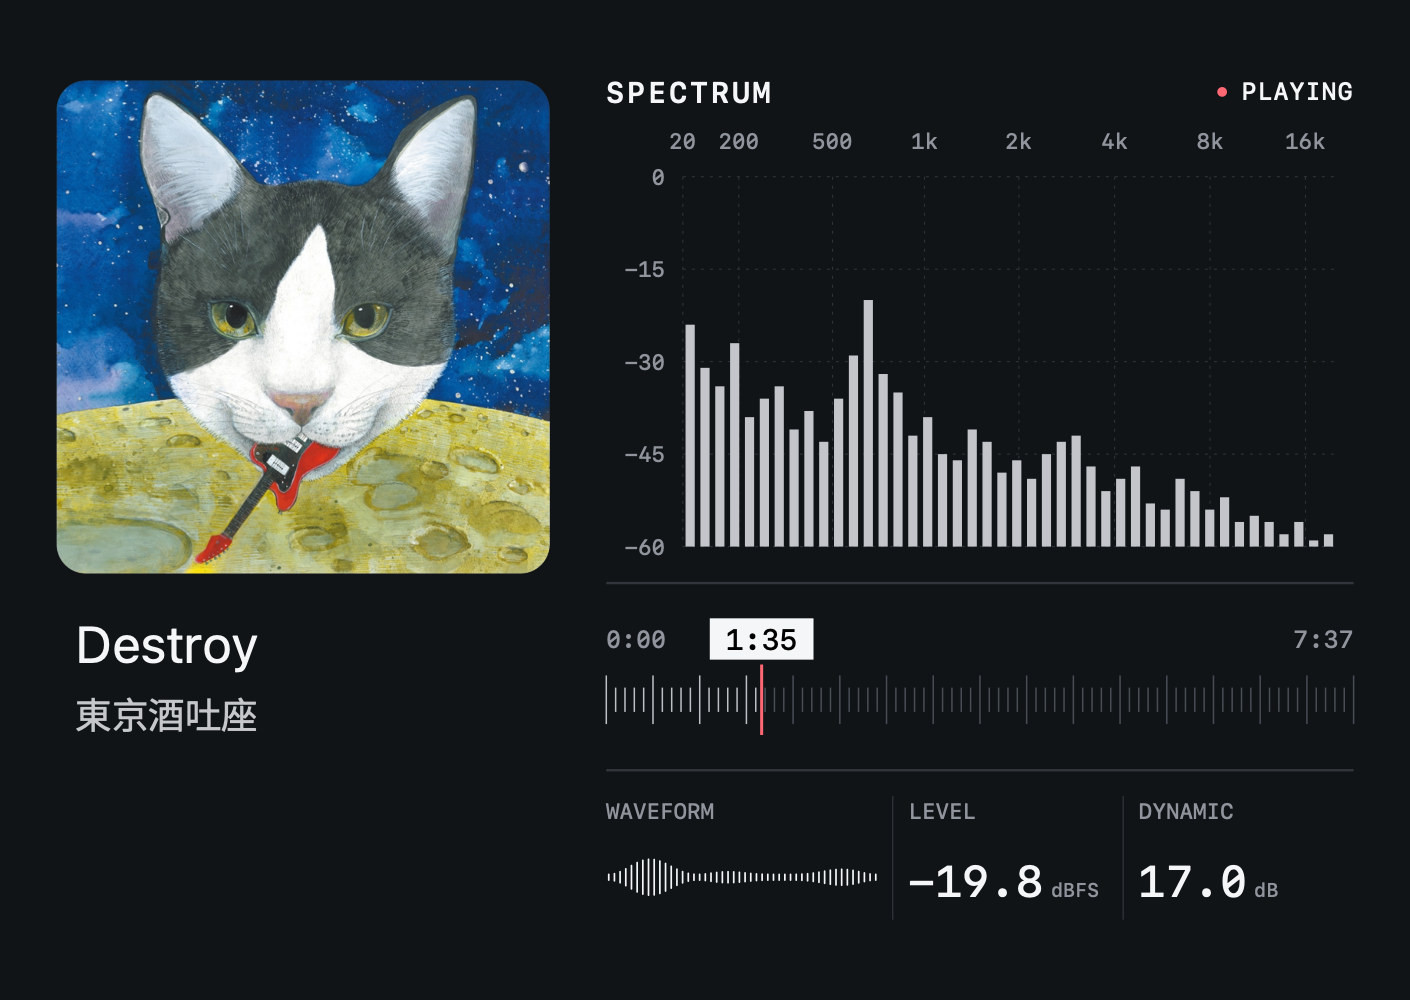 SPECTRUM
PLAYING
20 200 500 1k 2k 4k 8k 16k
0
−15
−30
−45
−60
Destroy
東京酒吐座
0:00 1:35 7:37
WAVEFORM LEVEL DYNAMIC
−19.8 dBFS 17.0 dB